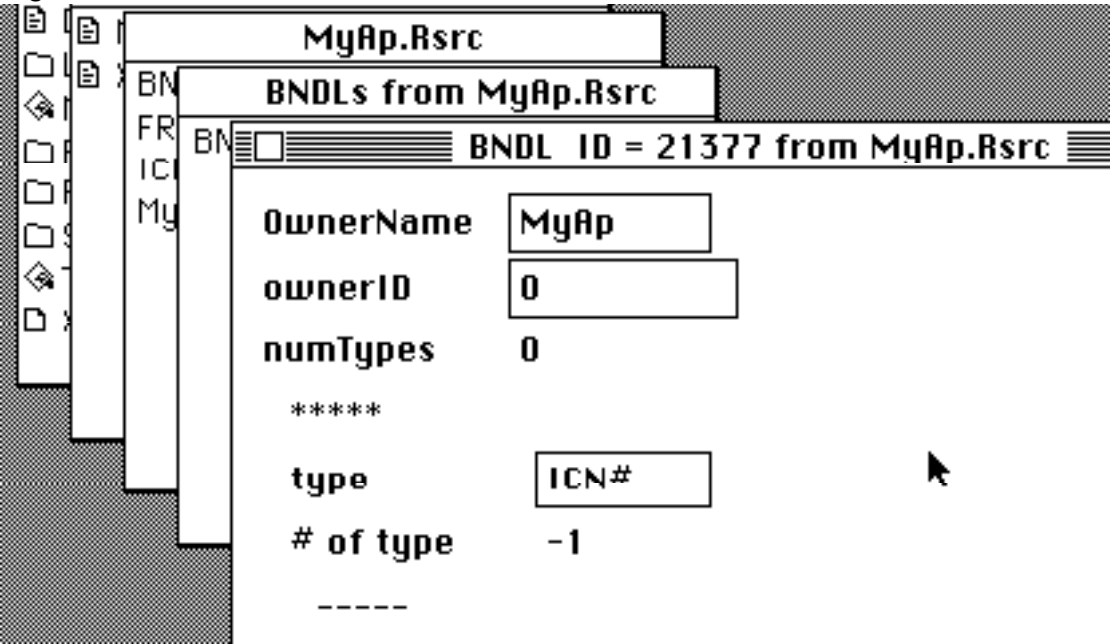 MyAp.Rsrc
BNDLs from MyAp.Rsrc
BNDL ID = 21377 from MyAp.Rsrc
OwnerName MyAp
ownerID 0
numTypes 0
*****
type ICN#
# of type -1
-----